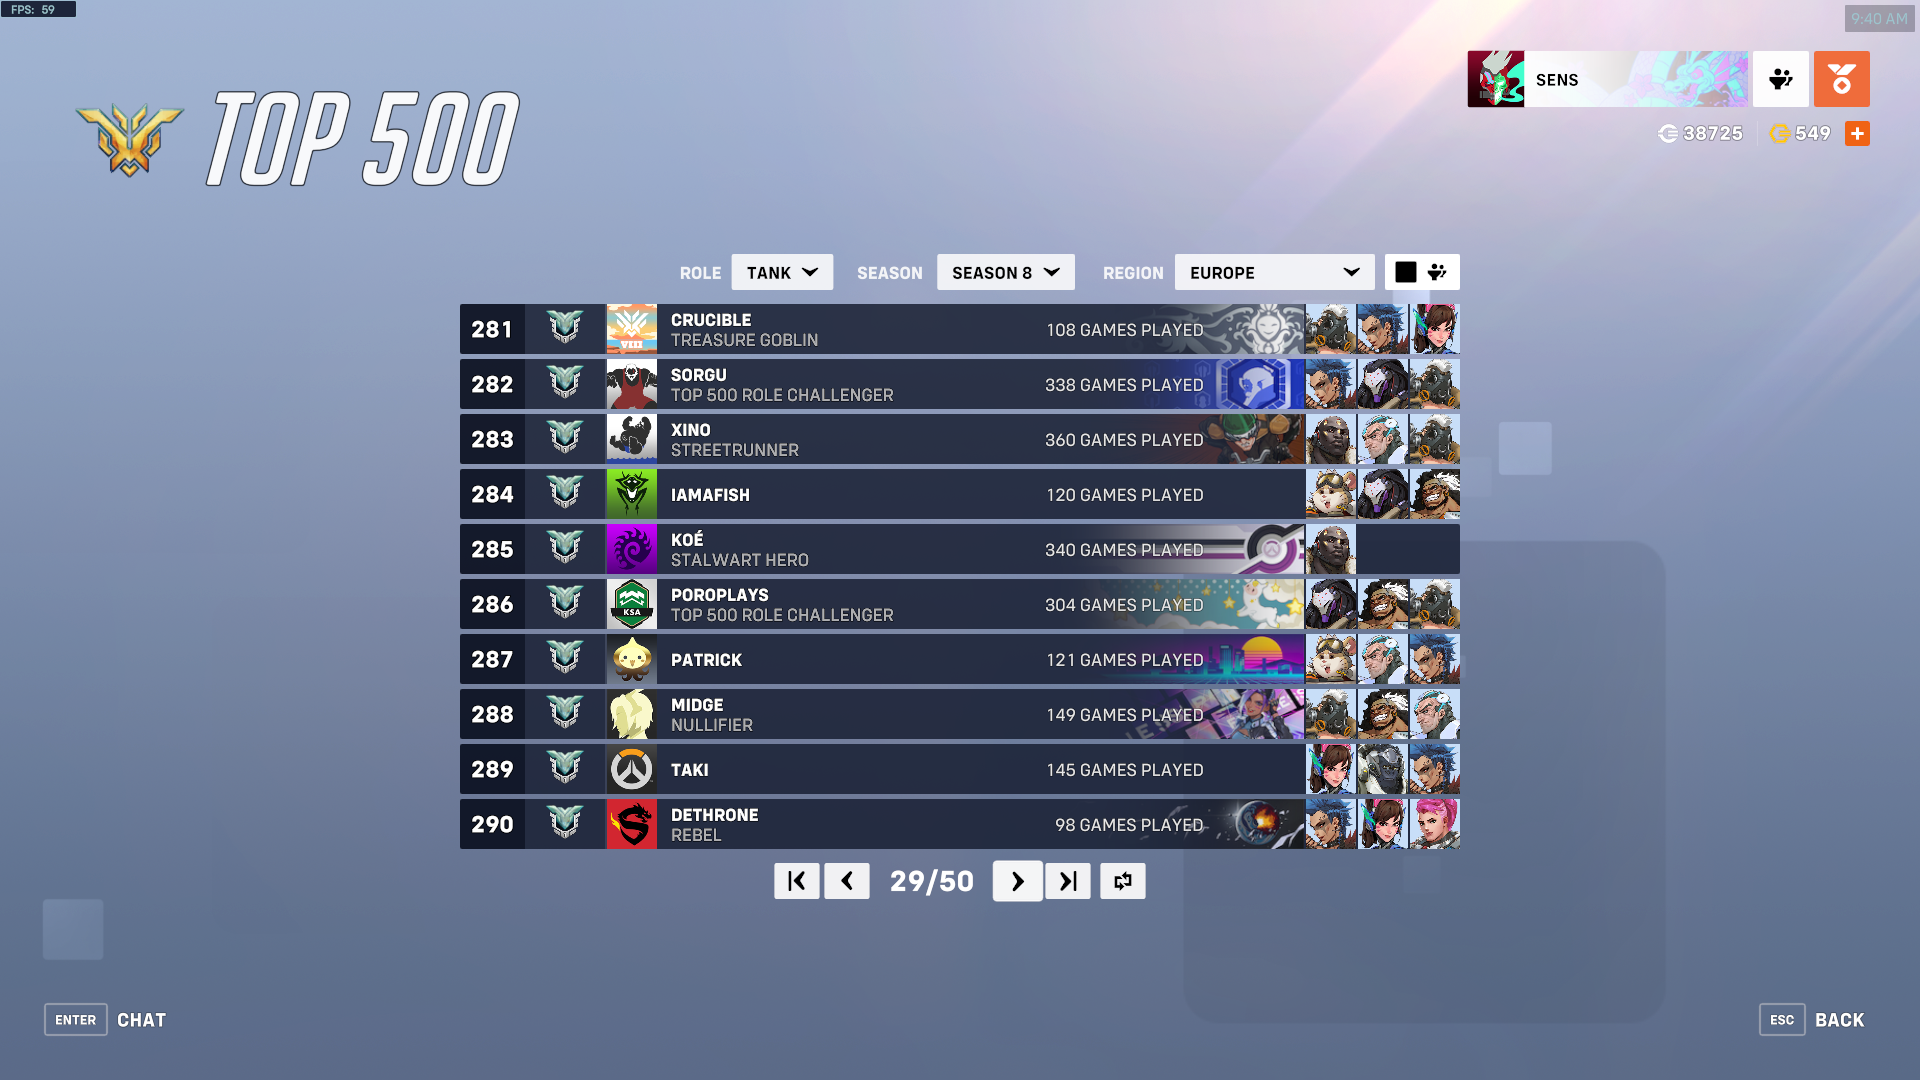 FPS: 59
9:40 AM
TOP 500
SENS
38725
549
ROLE TANK SEASON SEASON 8 REGION EUROPE
281 VIII CRUCIBLE
TREASURE GOBLIN
108 GAMES PLAYED
282 SORGU
TOP 500 ROLE CHALLENGER
338 GAMES PLAYED
283 XINO
STREETRUNNER
360 GAMES PLAYED
284 IAMAFISH 120 GAMES PLAYED
285 KOÉ
STALWART HERO
340 GAMES PLAYED
286 KSA POROPLAYS
TOP 500 ROLE CHALLENGER
304 GAMES PLAYED
287 PATRICK 121 GAMES PLAYED
288 MIDGE
NULLIFIER
149 GAMES PLAYED
289 TAKI 145 GAMES PLAYED
290 DETHRONE
REBEL
98 GAMES PLAYED
29/50
ENTER CHAT
ESC BACK